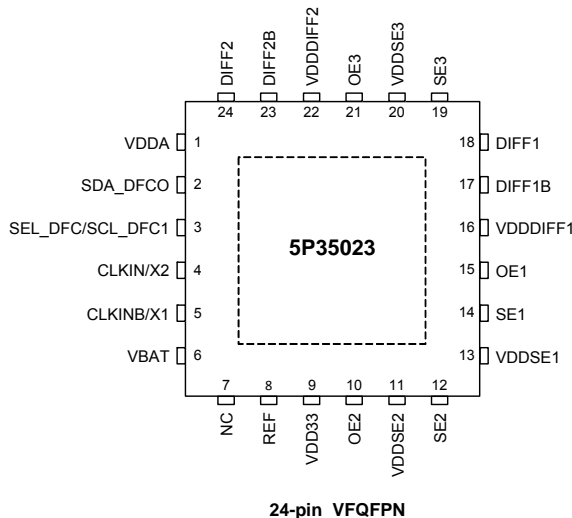 DIFF2
DIFF2B
VDDDIFF2
OE3
VDDSE3
SE3
24
23
22
21
20
19
VDDA 1
SDA_DFCO 2
SEL_DFC/SCL_DFC1 3
CLKIN/X2 4
CLKINB/X1 5
VBAT 6
5P35023
18 DIFF1
17 DIFF1B
16 VDDDIFF1
15 OE1
14 SE1
13 VDDSE1
7
8
9
10
11
12
NC
REF
VDD33
OE2
VDDSE2
SE2
24-pin VFQFPN